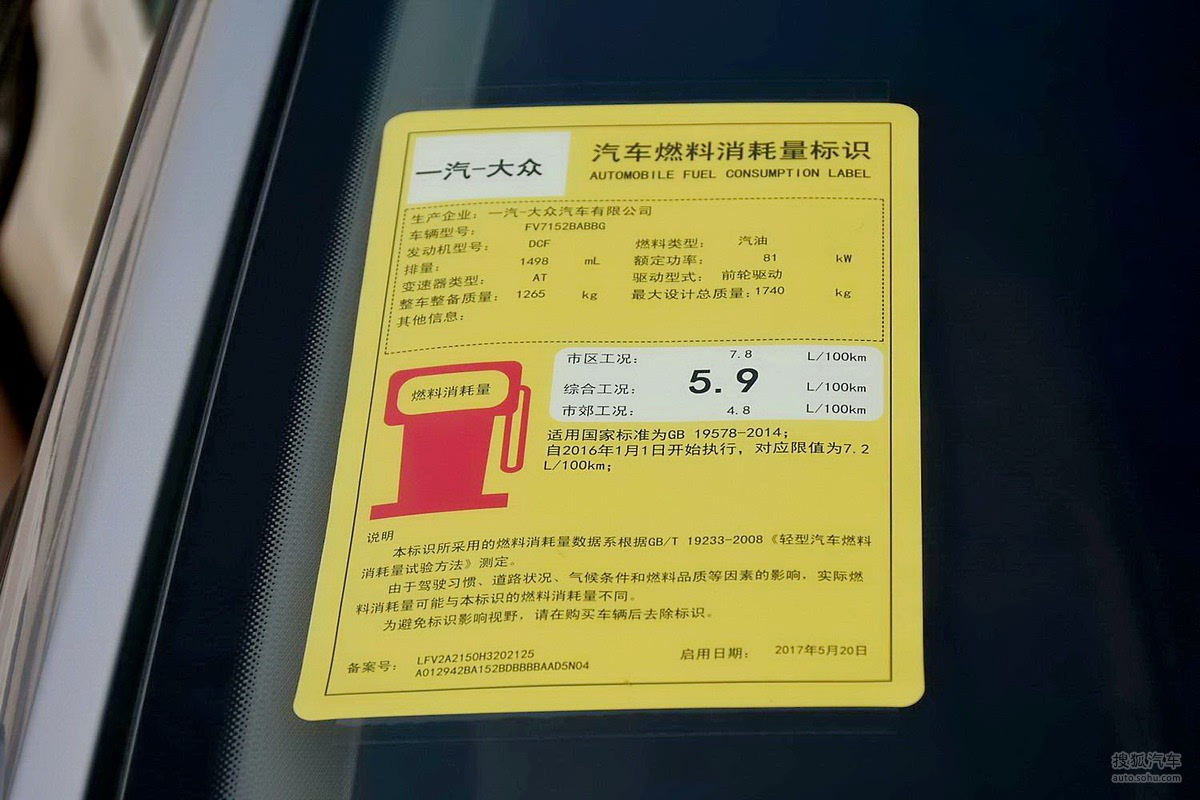 一汽-大众
汽车燃料消耗量标识
AUTOMOBILE FUEL CONSUMPTION LABEL
生产企业: 一汽-大众汽车有限公司
车辆型号: FV7152BABBG
发动机型号: DCF 燃料类型: 汽油
排量: 1498 mL 额定功率: 81 kW
变速器类型: AT 驱动型式: 前轮驱动
整车整备质量: 1265 kg 最大设计总质量: 1740 kg
其他信息:
燃料消耗量
市区工况: 7.8 L/100km
综合工况: 5.9 L/100km
市郊工况: 4.8 L/100km
适用国家标准为GB 19578-2014;
自2016年1月1日开始执行, 对应限值为7.2
L/100km;
说明
本标识所采用的燃料消耗量数据系根据GB/T 19233-2008《轻型汽车燃料
消耗量试验方法》测定。
由于驾驶习惯、道路状况、气候条件和燃料品质等因素的影响, 实际燃
料消耗量可能与本标识的燃料消耗量不同。
为避免标识影响视野, 请在购买车辆后去除标识。
备案号: LFV2A2150H3202125
A012942BA152BDBBBBAAD5N04
启用日期: 2017年5月20日
搜狐汽车
auto.sohu.com